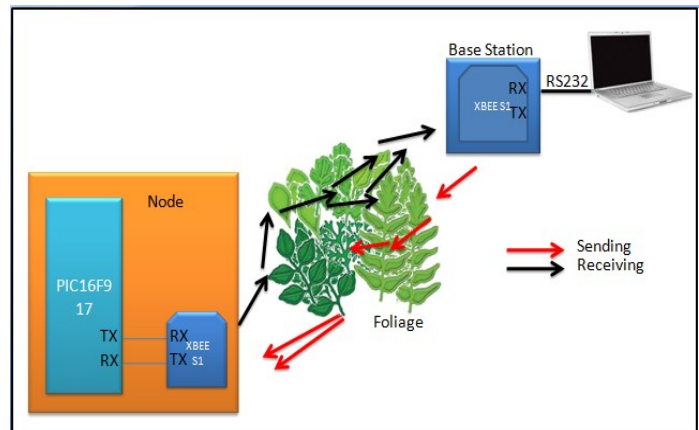 Base Station
RX
XBEE S1
TX
RS232
Node
PIC16F9
17
TX
RX
RX
XBEE
S1
TX
Foliage
Sending
Receiving